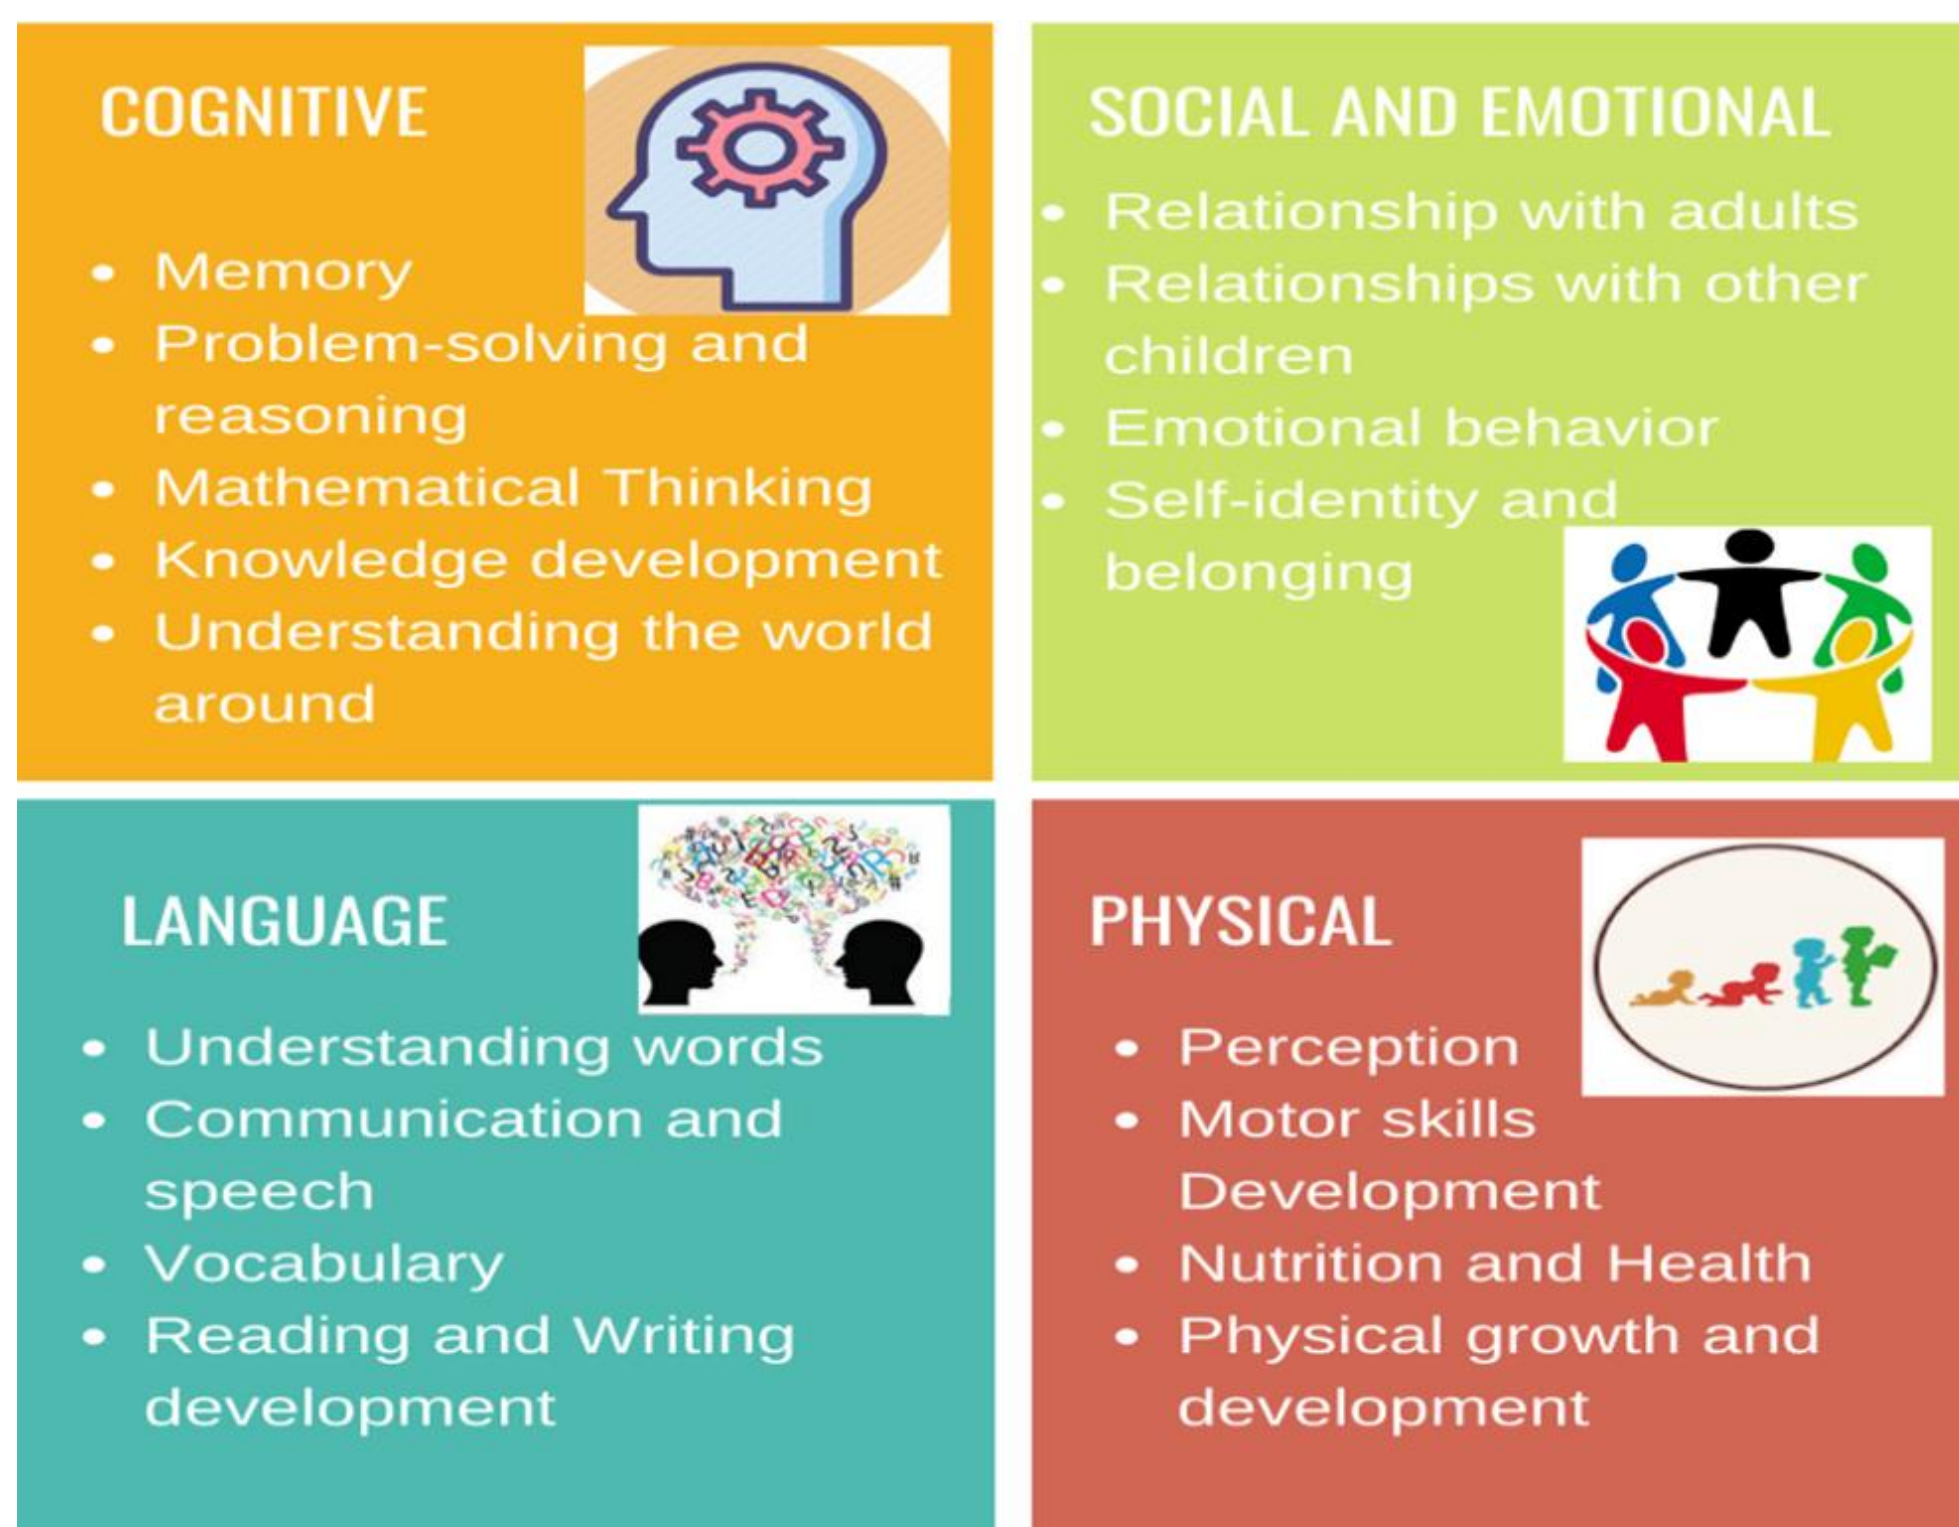 COGNITIVE
• Memory
• Problem-solving and
reasoning
• Mathematical Thinking
• Knowledge development
• Understanding the world
around
SOCIAL AND EMOTIONAL
• Relationship with adults
• Relationships with other
children
• Emotional behavior
• Self-identity and
belonging
LANGUAGE
• Understanding words
• Communication and
speech
• Vocabulary
• Reading and Writing
development
PHYSICAL
• Perception
• Motor skills
Development
• Nutrition and Health
• Physical growth and
development